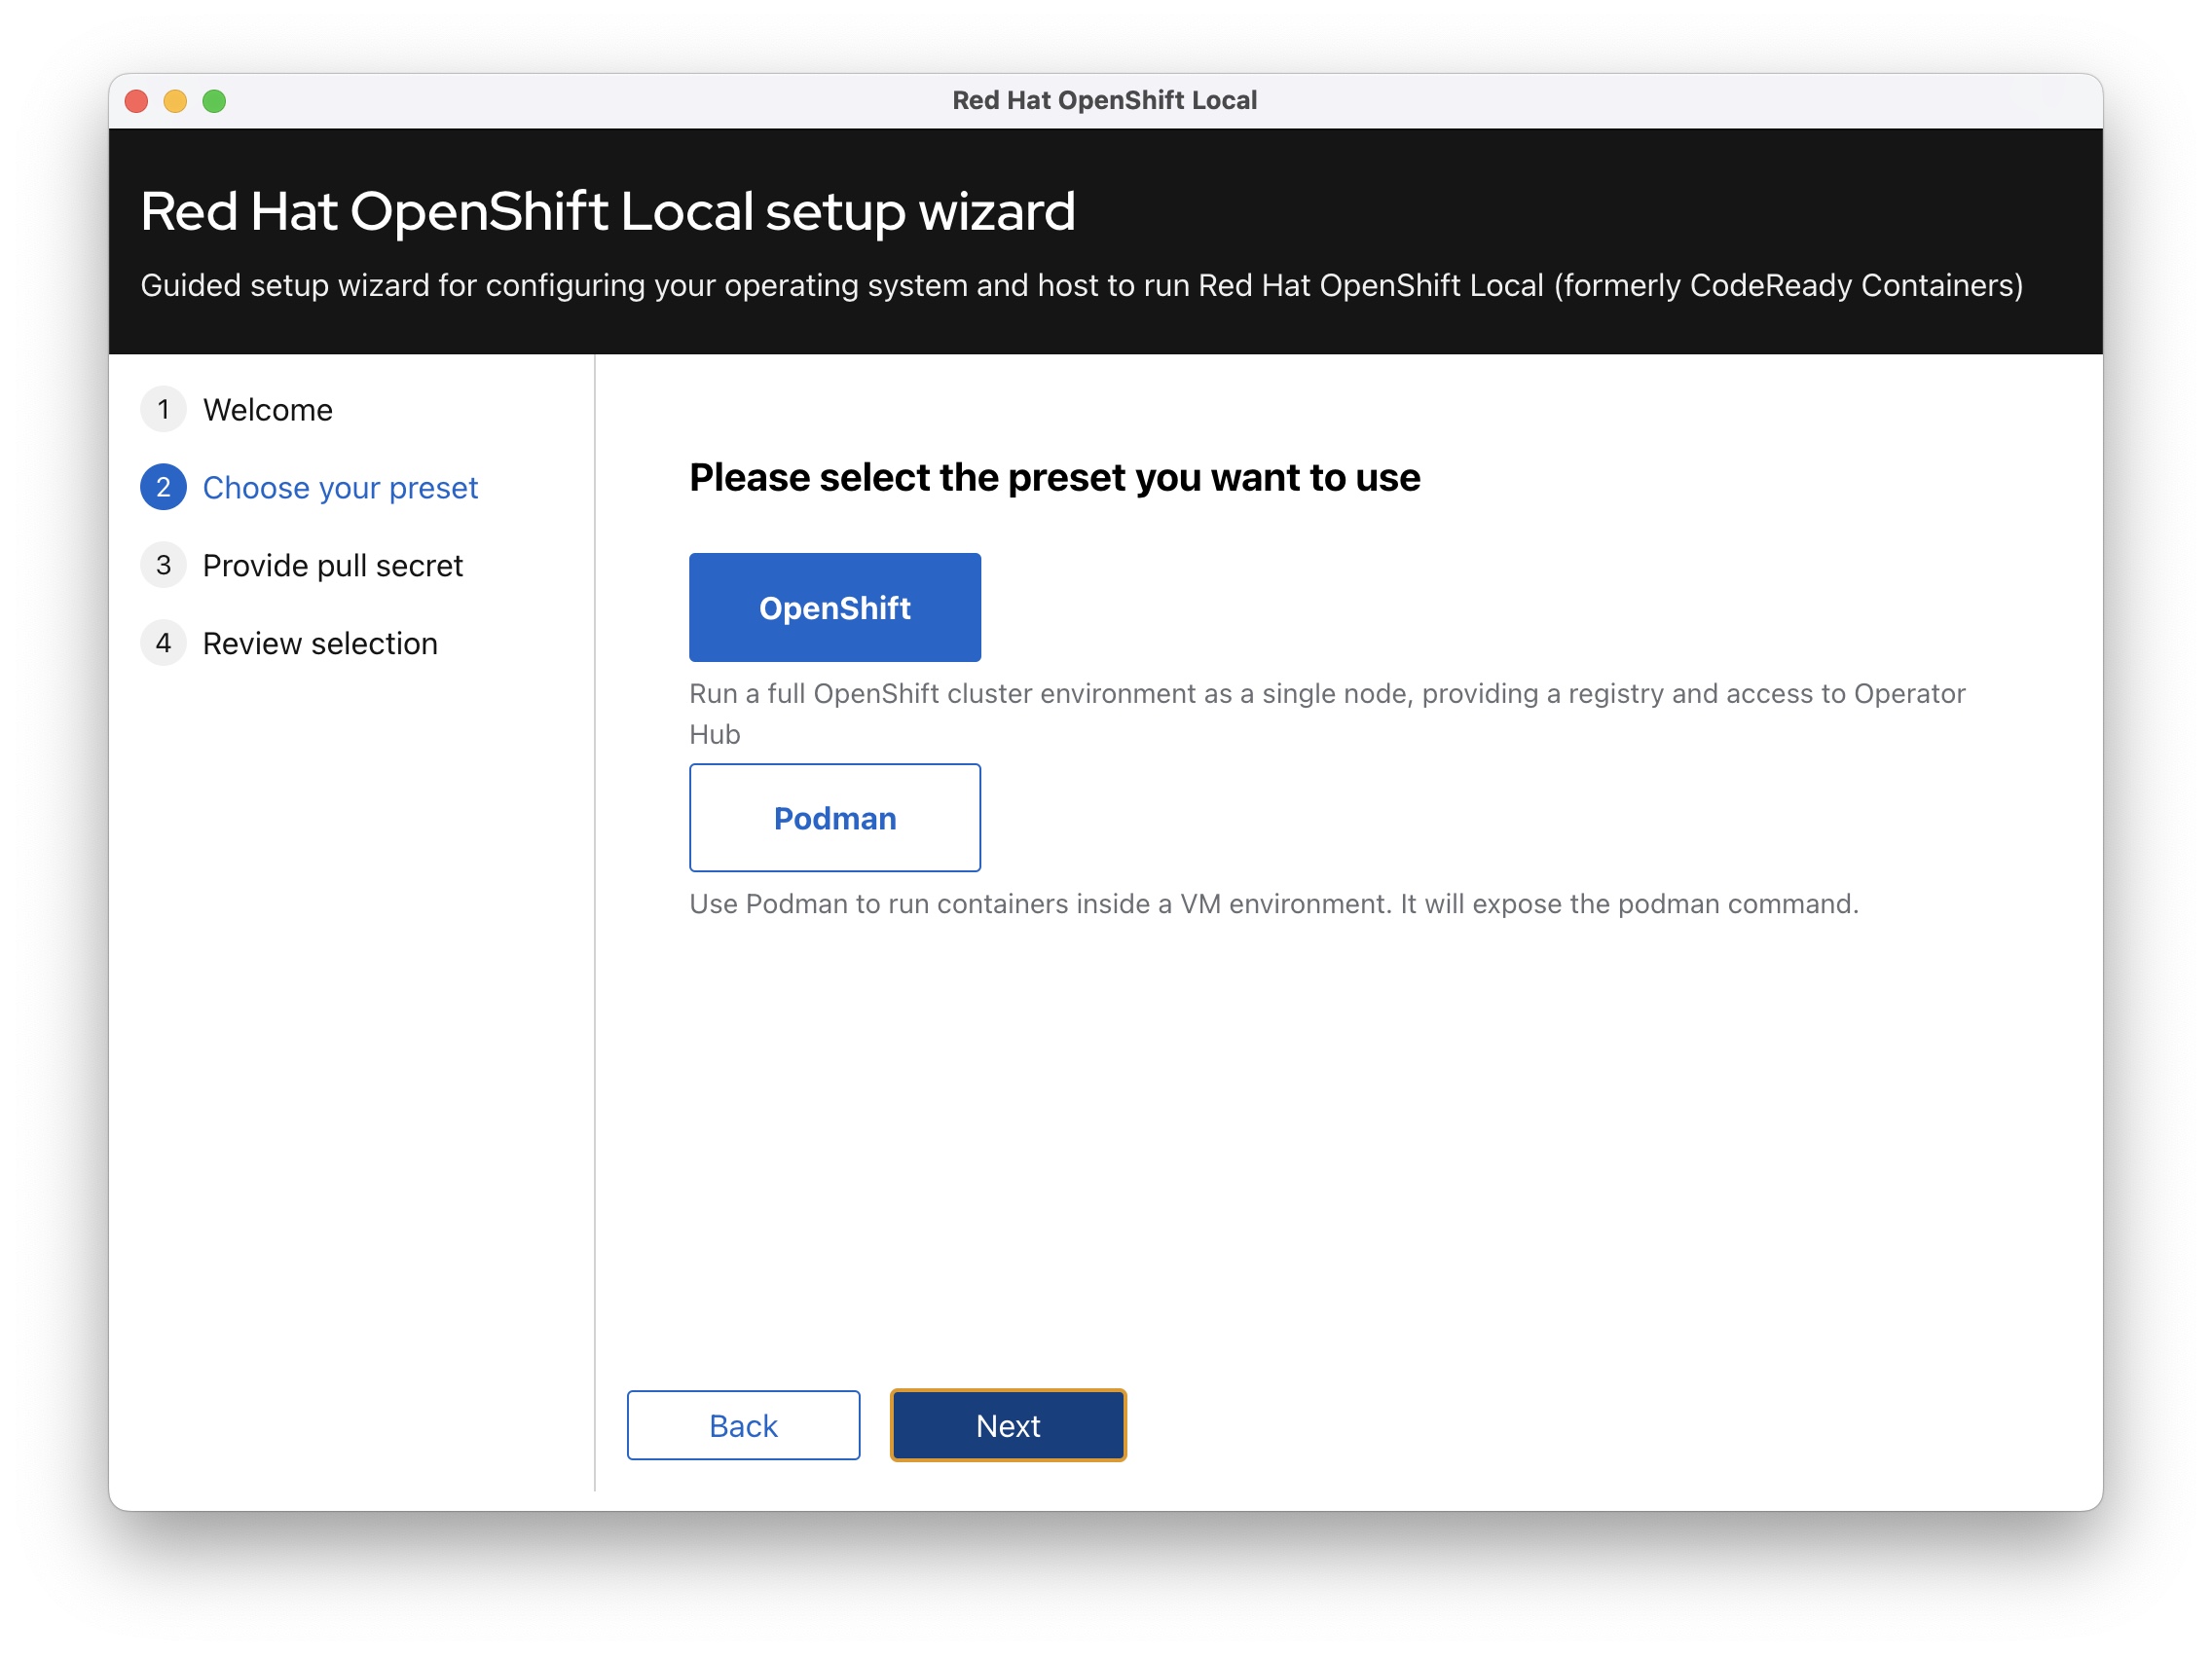 Red Hat OpenShift Local
Red Hat OpenShift Local setup wizard
Guided setup wizard for configuring your operating system and host to run Red Hat OpenShift Local (formerly CodeReady Containers)
1 Welcome
2 Choose your preset
3 Provide pull secret
4 Review selection
Please select the preset you want to use
OpenShift
Run a full OpenShift cluster environment as a single node, providing a registry and access to Operator
Hub
Podman
Use Podman to run containers inside a VM environment. It will expose the podman command.
Back
Next